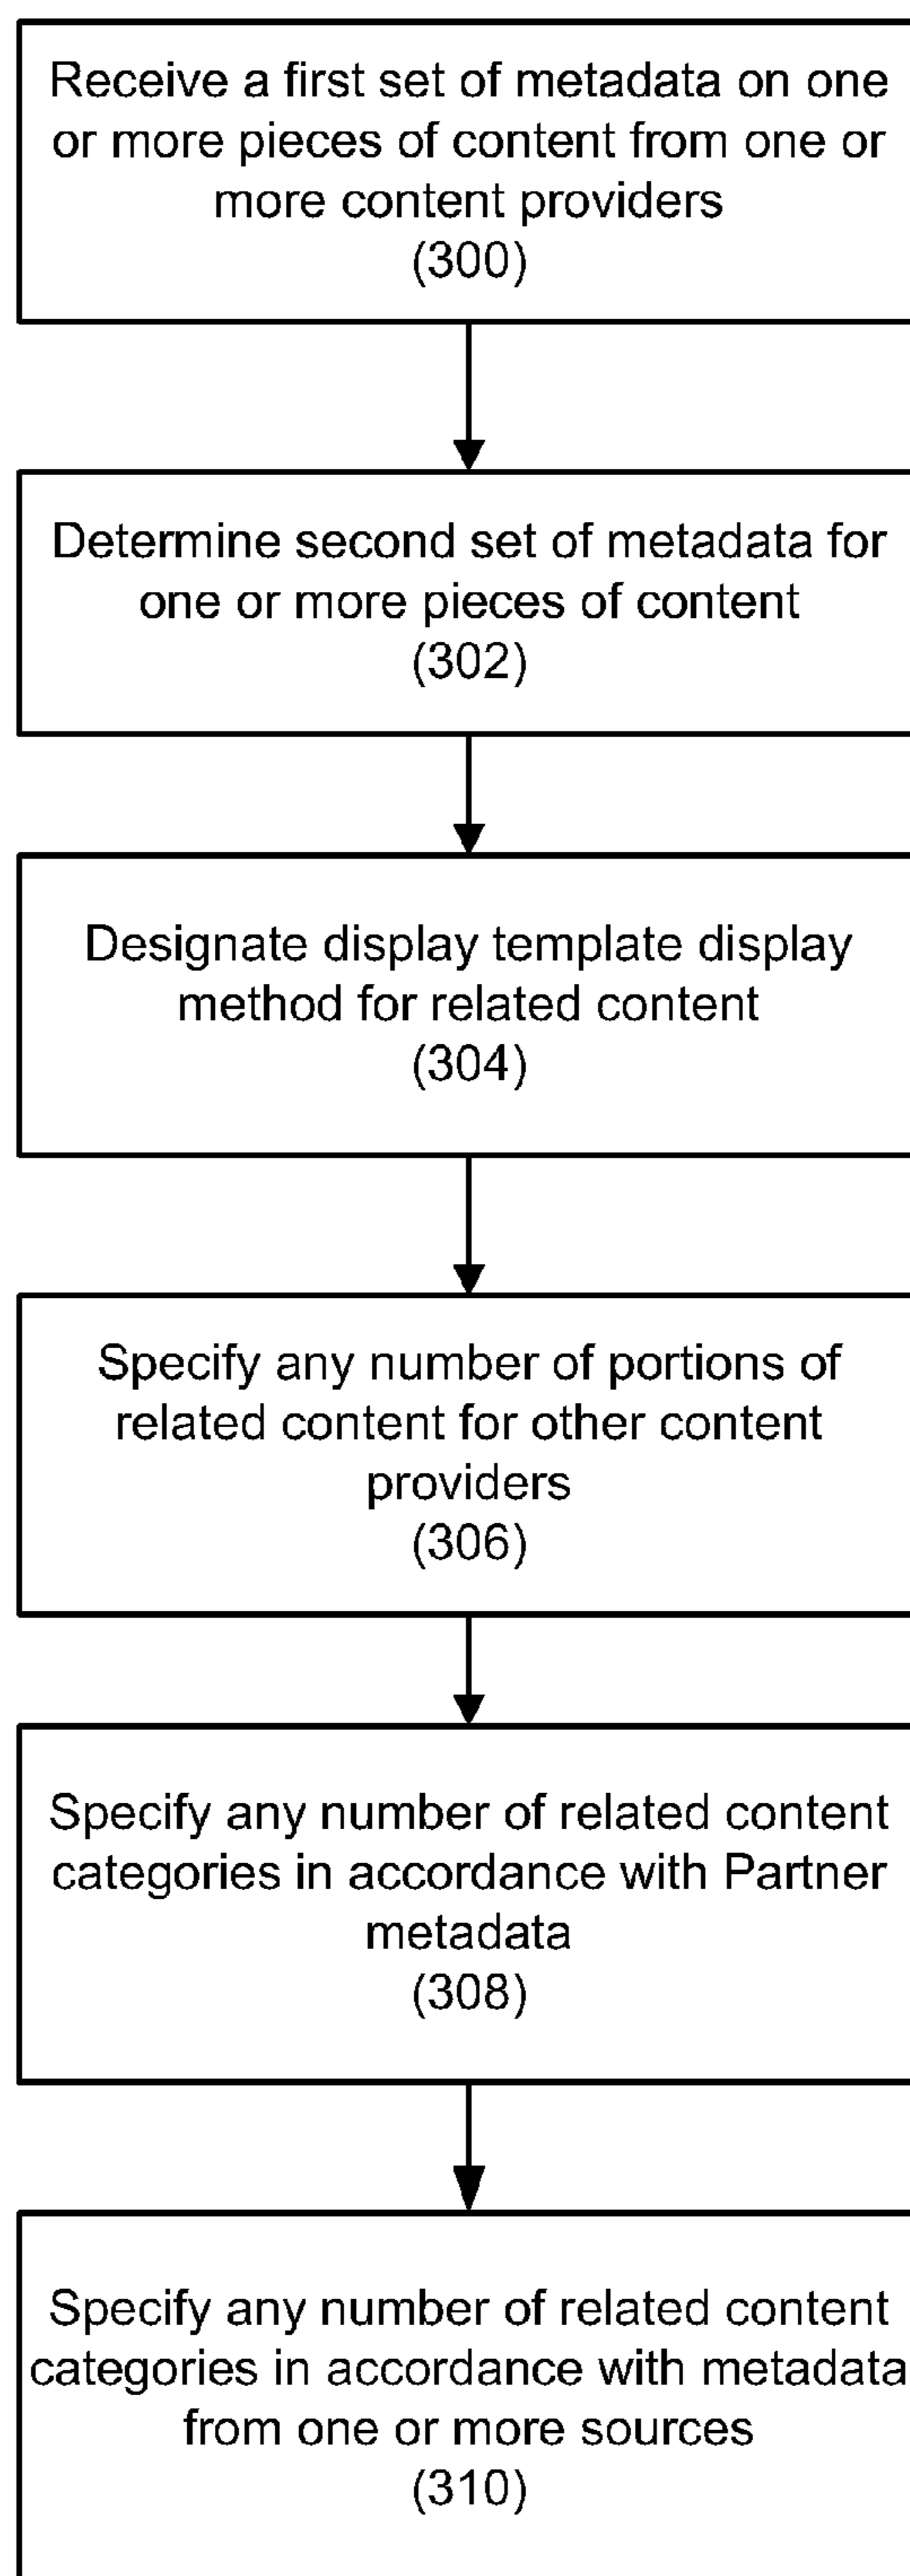 Receive a first set of metadata on one
or more pieces of content from one or
more content providers
(300)
Determine second set of metadata for
one or more pieces of content
(302)
Designate display template display
method for related content
(304)
Specify any number of portions of
related content for other content
providers
(306)
Specify any number of related content
categories in accordance with Partner
metadata
(308)
Specify any number of related content
categories in accordance with metadata
from one or more sources
(310)